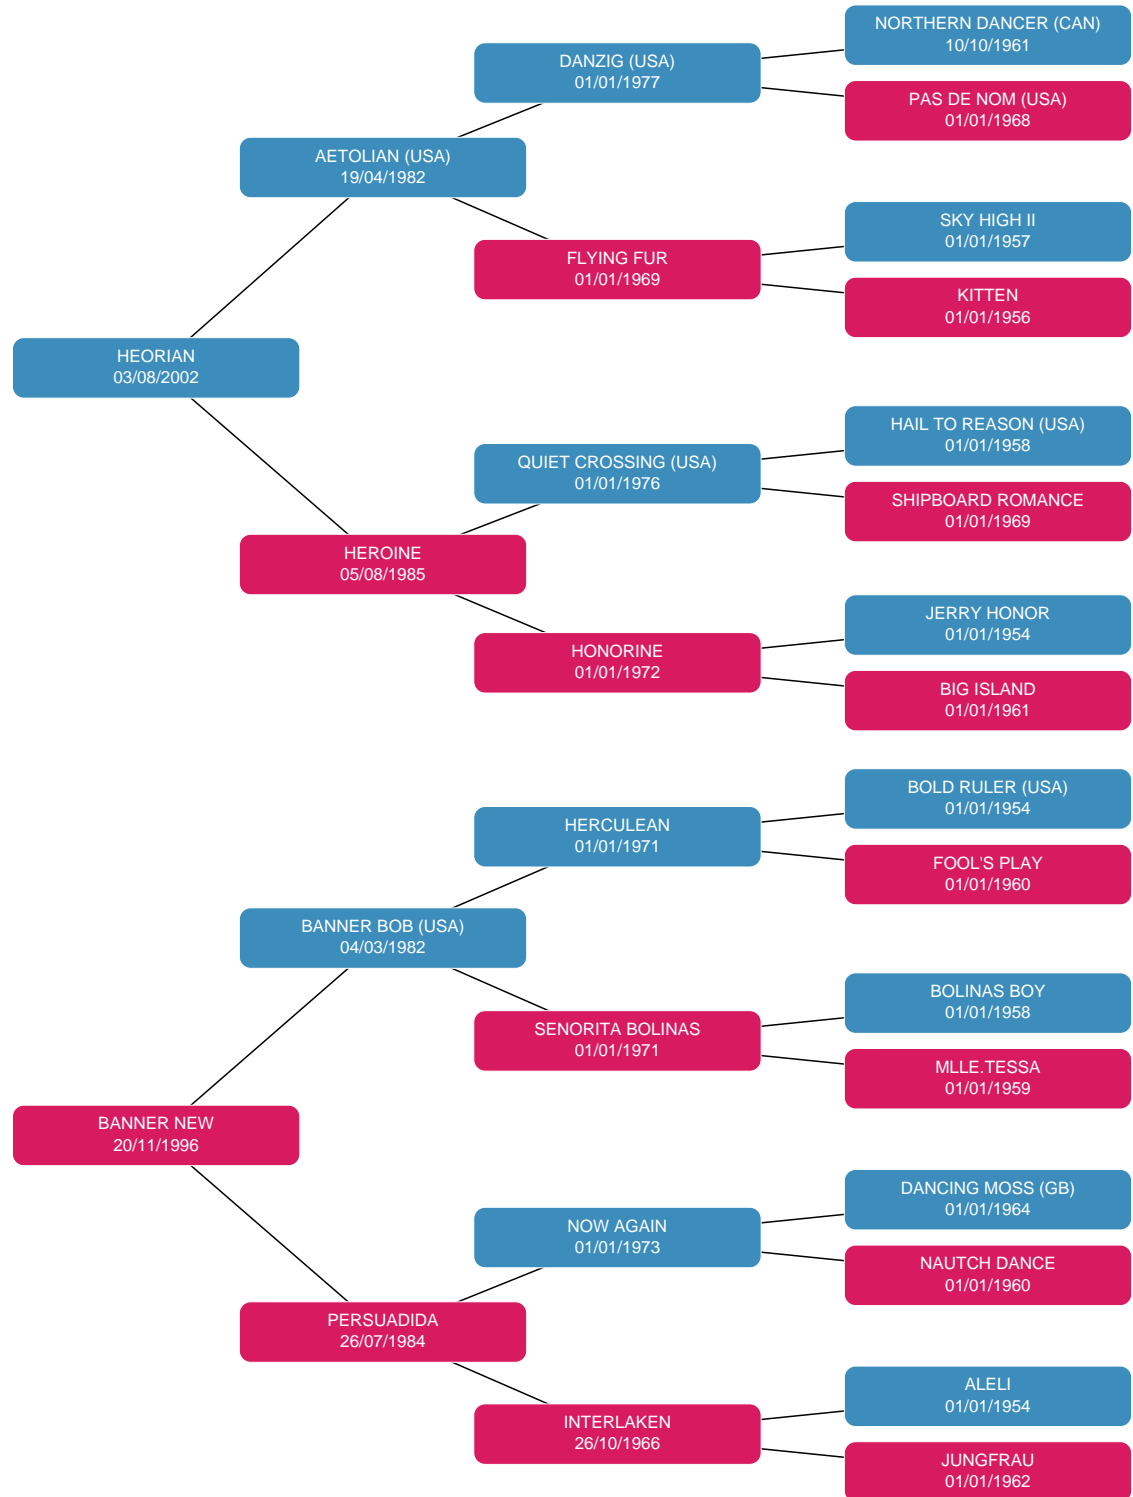 NORTHERN DANCER (CAN)
10/10/1961
DANZIG (USA)
01/01/1977
PAS DE NOM (USA)
01/01/1968
AETOLIAN (USA)
19/04/1982
SKY HIGH II
01/01/1957
FLYING FUR
01/01/1969
KITTEN
01/01/1956
HEORIAN
03/08/2002
HAIL TO REASON (USA)
01/01/1958
QUIET CROSSING (USA)
01/01/1976
SHIPBOARD ROMANCE
01/01/1969
HEROINE
05/08/1985
JERRY HONOR
01/01/1954
HONORINE
01/01/1972
BIG ISLAND
01/01/1961
BOLD RULER (USA)
01/01/1954
HERCULEAN
01/01/1971
FOOL'S PLAY
01/01/1960
BANNER BOB (USA)
04/03/1982
BOLINAS BOY
01/01/1958
SENORITA BOLINAS
01/01/1971
MLLE.TESSA
01/01/1959
BANNER NEW
20/11/1996
DANCING MOSS (GB)
01/01/1964
NOW AGAIN
01/01/1973
NAUTCH DANCE
01/01/1960
PERSUADIDA
26/07/1984
ALELI
01/01/1954
INTERLAKEN
26/10/1966
JUNGFRAU
01/01/1962